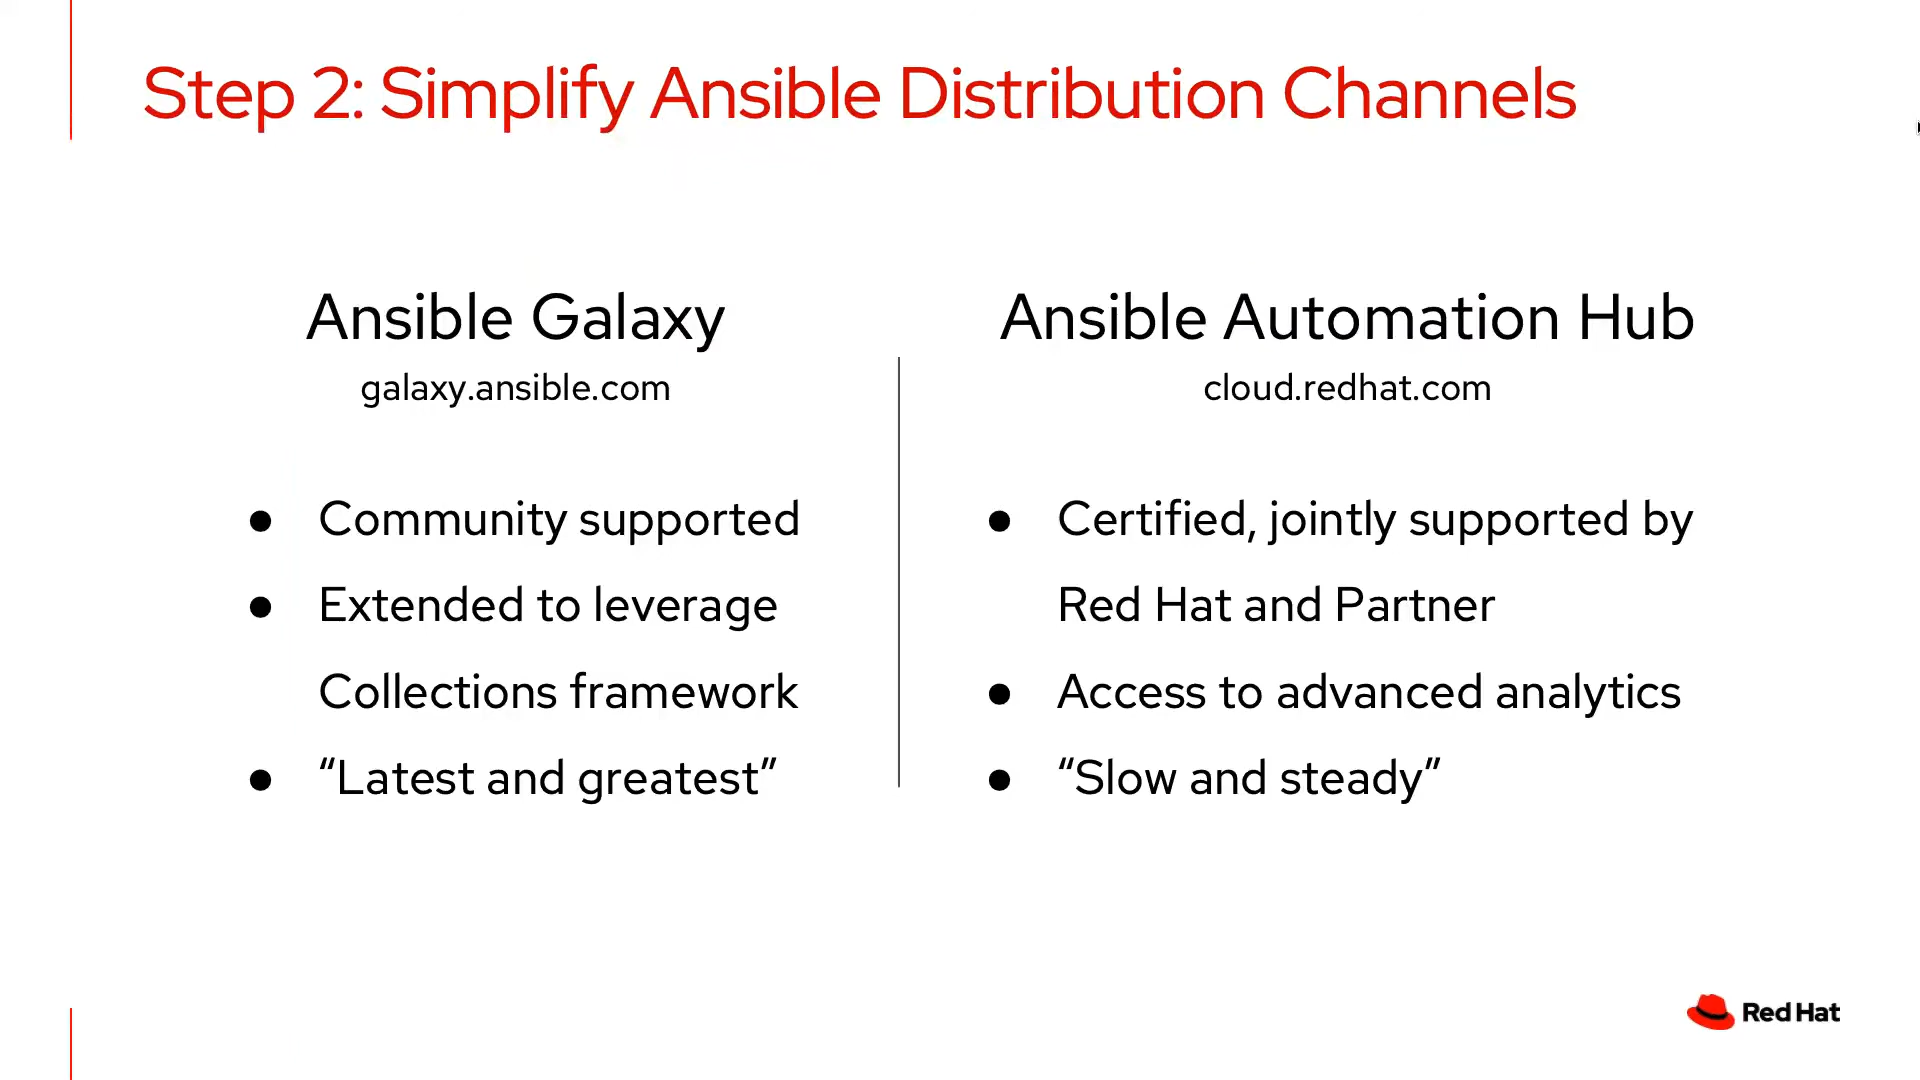 Step 2: Simplify Ansible Distribution Channels
Ansible Galaxy
galaxy.ansible.com
● Community supported
● Extended to leverage
Collections framework
● “Latest and greatest”
Ansible Automation Hub
cloud.redhat.com
● Certified, jointly supported by
Red Hat and Partner
● Access to advanced analytics
● “Slow and steady”
Red Hat